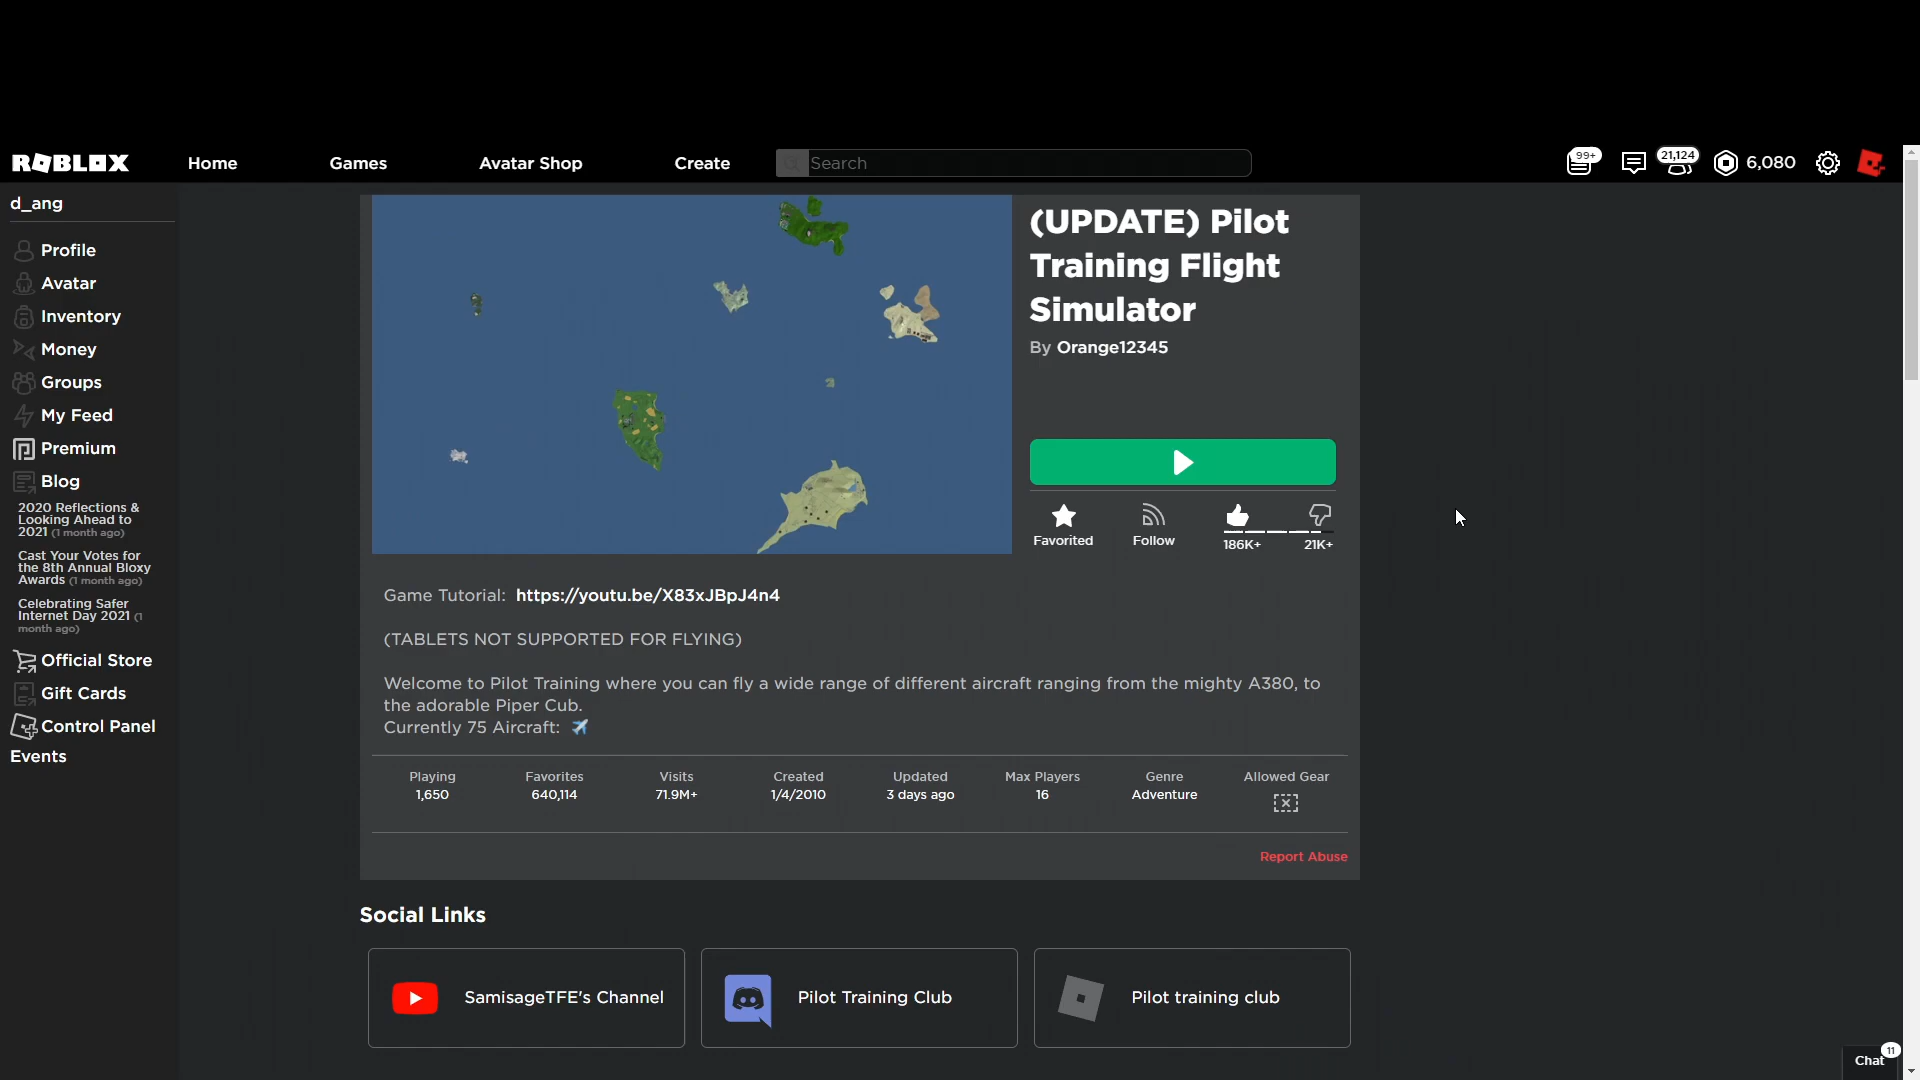 ROBLOX
Home
Games
Avatar Shop
Create
Search
99+
21,124
6,080
d_ang
Profile
Avatar
Inventory
Money
Groups
My Feed
Premium
Blog
2020 Reflections &
Looking Ahead to
2021 (1 month ago)
Cast Your Votes for
the 8th Annual Bloxy
Awards (1 month ago)
Celebrating Safer
Internet Day 2021 (1
month ago)
Official Store
Gift Cards
Control Panel
Events
(UPDATE) Pilot
Training Flight
Simulator
By Orange12345
Favorited
Follow
186K+
21K+
Game Tutorial: https://youtu.be/X83xJBpJ4n4
(TABLETS NOT SUPPORTED FOR FLYING)
Welcome to Pilot Training where you can fly a wide range of different aircraft ranging from the mighty A380, to
the adorable Piper Cub.
Currently 75 Aircraft: ✈️
Playing
1,650
Favorites
640,114
Visits
71.9M+
Created
1/4/2010
Updated
3 days ago
Max Players
16
Genre
Adventure
Allowed Gear
Report Abuse
Social Links
SamisageTFE's Channel
Pilot Training Club
Pilot training club
Chat
11